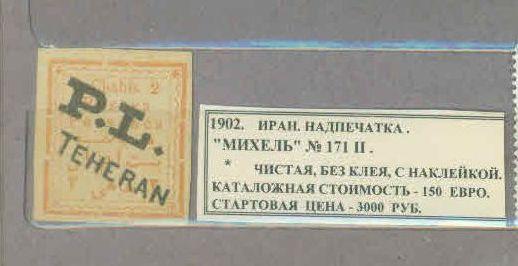 Chahis 2
P.L.
TEHERAN
1902. ИРАН. НАДПЕЧАТКА.
"МИХЕЛЬ" № 171 II.
* ЧИСТАЯ, БЕЗ КЛЕЯ, С НАКЛЕЙКОЙ.
КАТАЛОЖНАЯ СТОИМОСТЬ - 150 ЕВРО.
СТАРТОВАЯ ЦЕНА - 3000 РУБ.